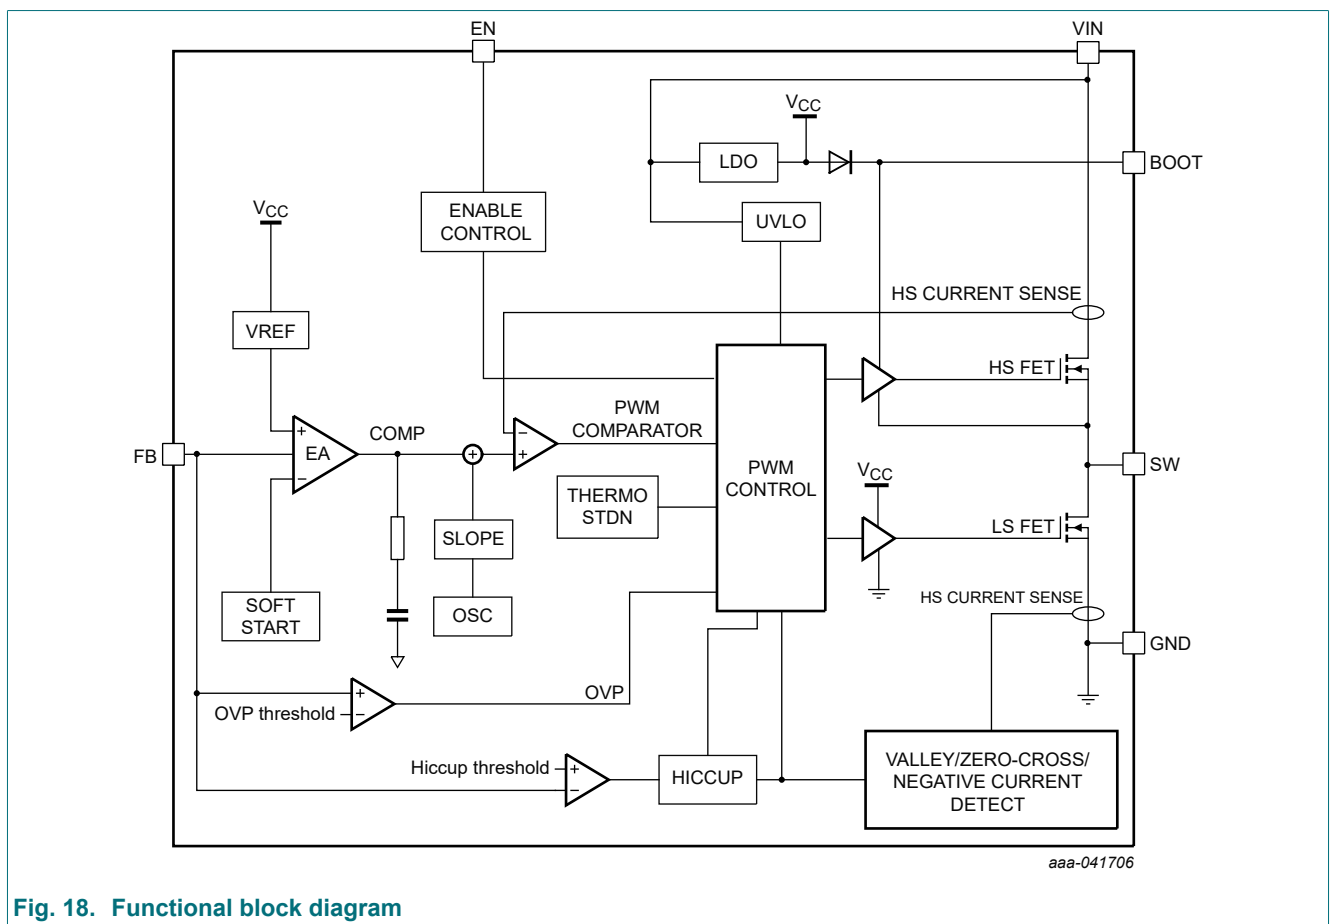 EN
VIN
VCC
LDO
BOOT
ENABLE
CONTROL
UVLO
VCC
HS CURRENT SENSE
VREF
HS FET
PWM
COMPARATOR
COMP
+
EA
−
FB
+
−
+
PWM
CONTROL
VCC
SW
THERMO
STDN
SLOPE
LS FET
SOFT
START
OSC
HS CURRENT SENSE
GND
OVP
+
OVP threshold
−
Hiccup threshold
+
−
HICCUP
VALLEY/ZERO-CROSS/
NEGATIVE CURRENT
DETECT
aaa-041706
Fig. 18. Functional block diagram